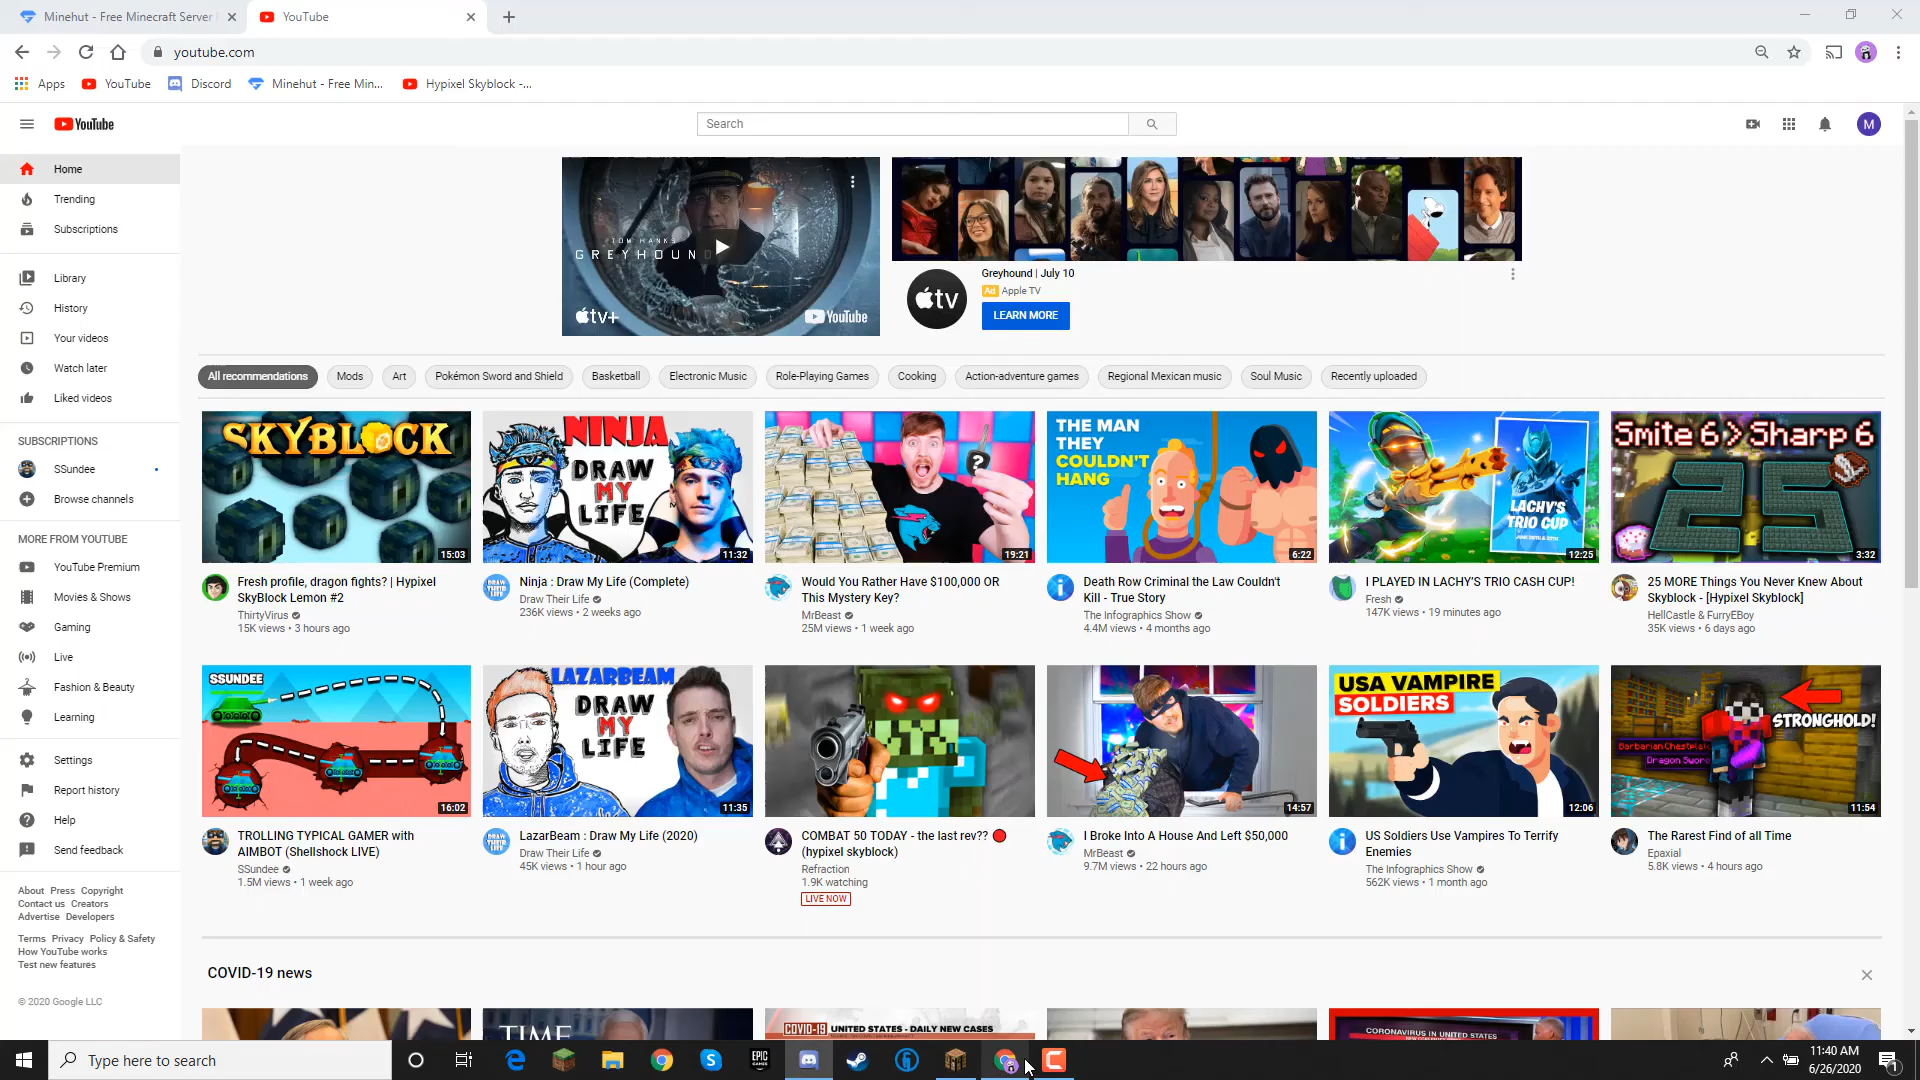 Minehut - Free Minecraft Server
YouTube
youtube.com
Apps
YouTube
Discord
Minehut - Free Min...
Hypixel Skyblock -...
YouTube
Search
M
Home
Trending
Subscriptions
Library
History
Your videos
Watch later
Liked videos
SUBSCRIPTIONS
SSundee
Browse channels
MORE FROM YOUTUBE
YouTube Premium
Movies & Shows
Gaming
Live
Fashion & Beauty
Learning
Settings
Report history
Help
Send feedback
About Press Copyright
Contact us Creators
Advertise Developers
Terms Privacy Policy & Safety
How YouTube works
Test new features
© 2020 Google LLC
TOM HANKS
GREYHOUND
tv+
YouTube
tv
Greyhound | July 10
Ad Apple TV
LEARN MORE
All recommendations
Mods
Art
Pokémon Sword and Shield
Basketball
Electronic Music
Role-Playing Games
Cooking
Action-adventure games
Regional Mexican music
Soul Music
Recently uploaded
SKYBLOCK
15:03
Fresh profile, dragon fights? | Hypixel
SkyBlock Lemon #2
ThirtyVirus
15K views • 3 hours ago
NINJA
DRAW
MY
LIFE
11:32
Ninja : Draw My Life (Complete)
Draw Their Life
236K views • 2 weeks ago
?
19:21
Would You Rather Have $100,000 OR
This Mystery Key?
MrBeast
25M views • 1 week ago
THE MAN
THEY
COULDN'T
HANG
6:22
Death Row Criminal the Law Couldn't
Kill - True Story
The Infographics Show
4.4M views • 4 months ago
LACHY'S
TRIO CUP
12:25
I PLAYED IN LACHY'S TRIO CASH CUP!
Fresh
147K views • 19 minutes ago
Smite 6 > Sharp 6
25
3:32
25 MORE Things You Never Knew About
Skyblock - [Hypixel Skyblock]
HellCastle & FurryEBoy
35K views • 6 days ago
SSUNDEE
16:02
TROLLING TYPICAL GAMER with
AIMBOT (Shellshock LIVE)
SSundee
1.5M views • 1 week ago
LAZARBEAM
DRAW
MY
LIFE
11:35
LazarBeam : Draw My Life (2020)
Draw Their Life
45K views • 1 hour ago
COMBAT 50 TODAY - the last rev??
(hypixel skyblock)
Refraction
1.9K watching
LIVE NOW
14:57
I Broke Into A House And Left $50,000
MrBeast
9.7M views • 22 hours ago
USA VAMPIRE
SOLDIERS
12:06
US Soldiers Use Vampires To Terrify
Enemies
The Infographics Show
562K views • 1 month ago
STRONGHOLD!
Barbarian Chestplate
Dragon Sword
11:54
The Rarest Find of all Time
Epaxial
5.8K views • 4 hours ago
COVID-19 news
TIME
COVID-19 UNITED STATES - DAILY NEW CASES
CORONAVIRUS IN UNITED STATES
Type here to search
EPIC
GAMES
11:40 AM
6/26/2020
1